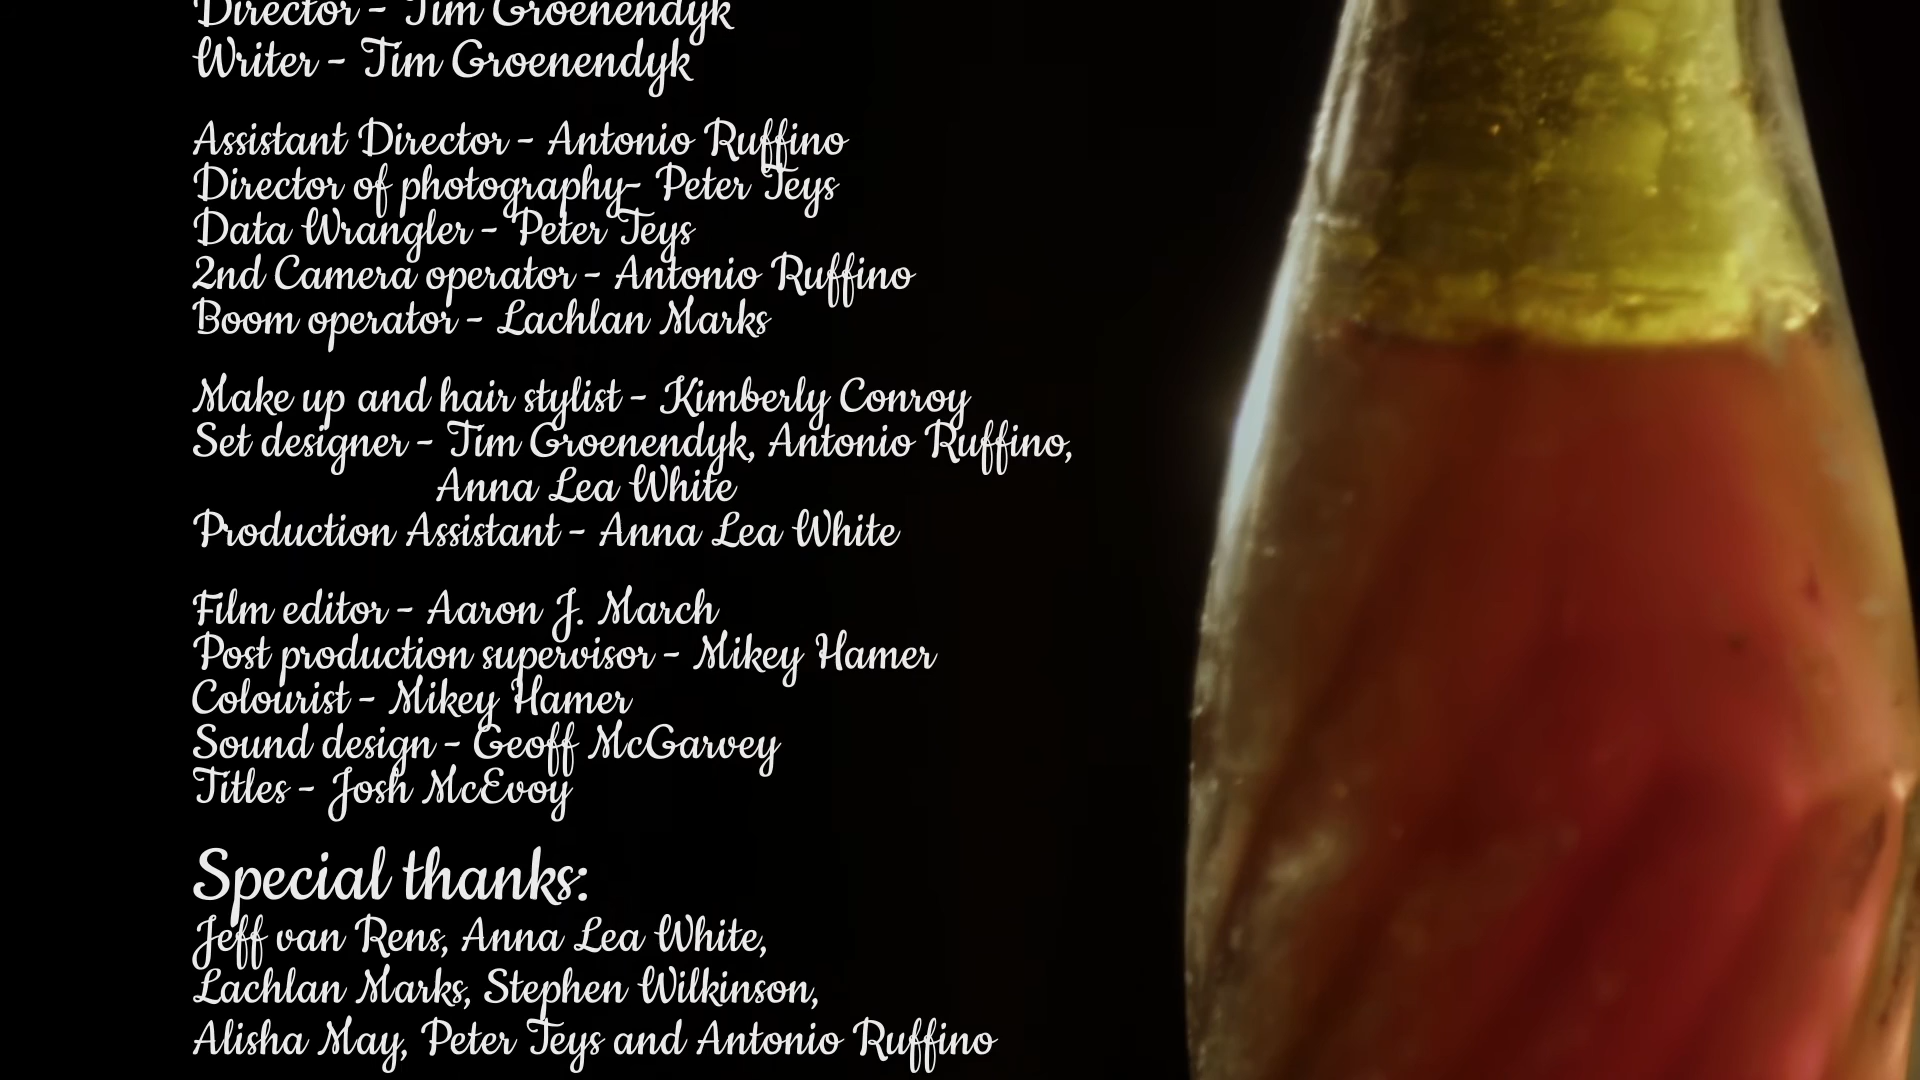 Director - Tim Groenendyk
Writer - Tim Groenendyk
Assistant Director - Antonio Ruffino
Director of photography- Peter Teys
Data Wrangler - Peter Teys
2nd Camera operator - Antonio Ruffino
Boom operator - Lachlan Marks
Make up and hair stylist - Kimberly Conroy
Set designer - Tim Groenendyk, Antonio Ruffino,
Anna Lea White
Production Assistant - Anna Lea White
Film editor - Aaron J. March
Post production supervisor - Mikey Hamer
Colourist - Mikey Hamer
Sound design - Geoff McGarvey
Titles - Josh McEvoy
Special thanks:
Jeff van Rens, Anna Lea White,
Lachlan Marks, Stephen Wilkinson,
Alisha May, Peter Teys and Antonio Ruffino